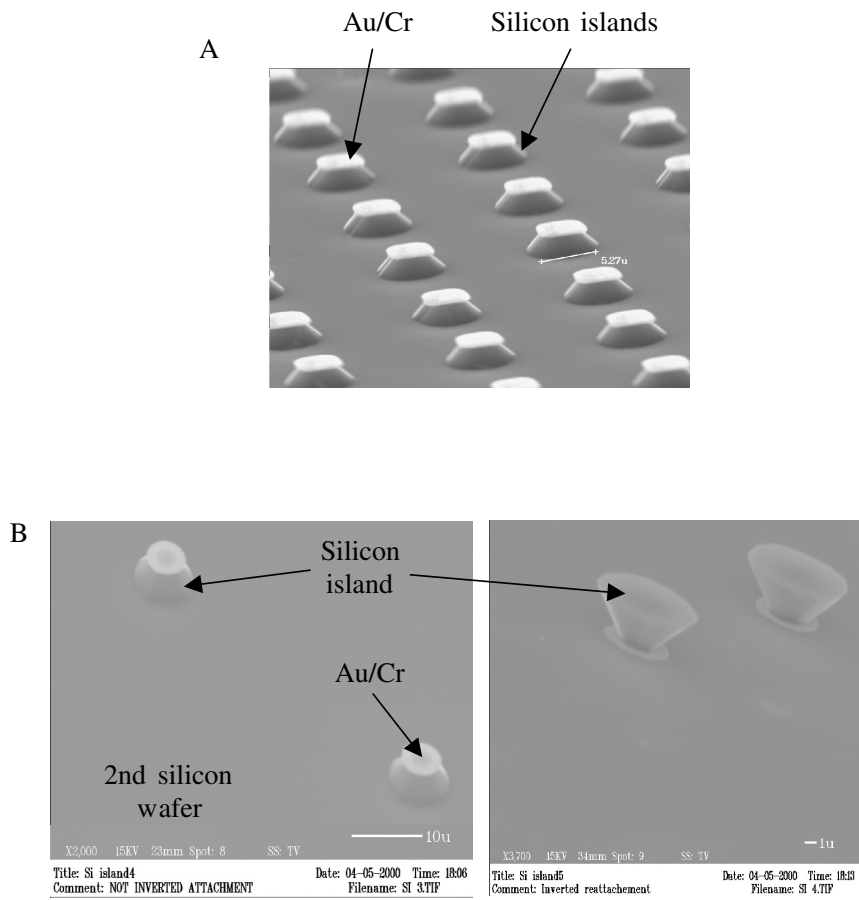 Au/Cr
Silicon islands
A
5.27u
B
Silicon
island
Au/Cr
2nd silicon
wafer
10u
X2,000 15KV 23mm Spot: 8 SS: TV
Title: Si island4 Date: 04-05-2000 Time: 18:06
Comment: NOT INVERTED ATTACHMENT Filename: SI 3.TIF
1u
X3,700 15KV 34mm Spot: 9 SS: TV
Title: Si island5 Date: 04-05-2000 Time: 18:13
Comment: Inverted reattachement Filename: SI 4.TIF